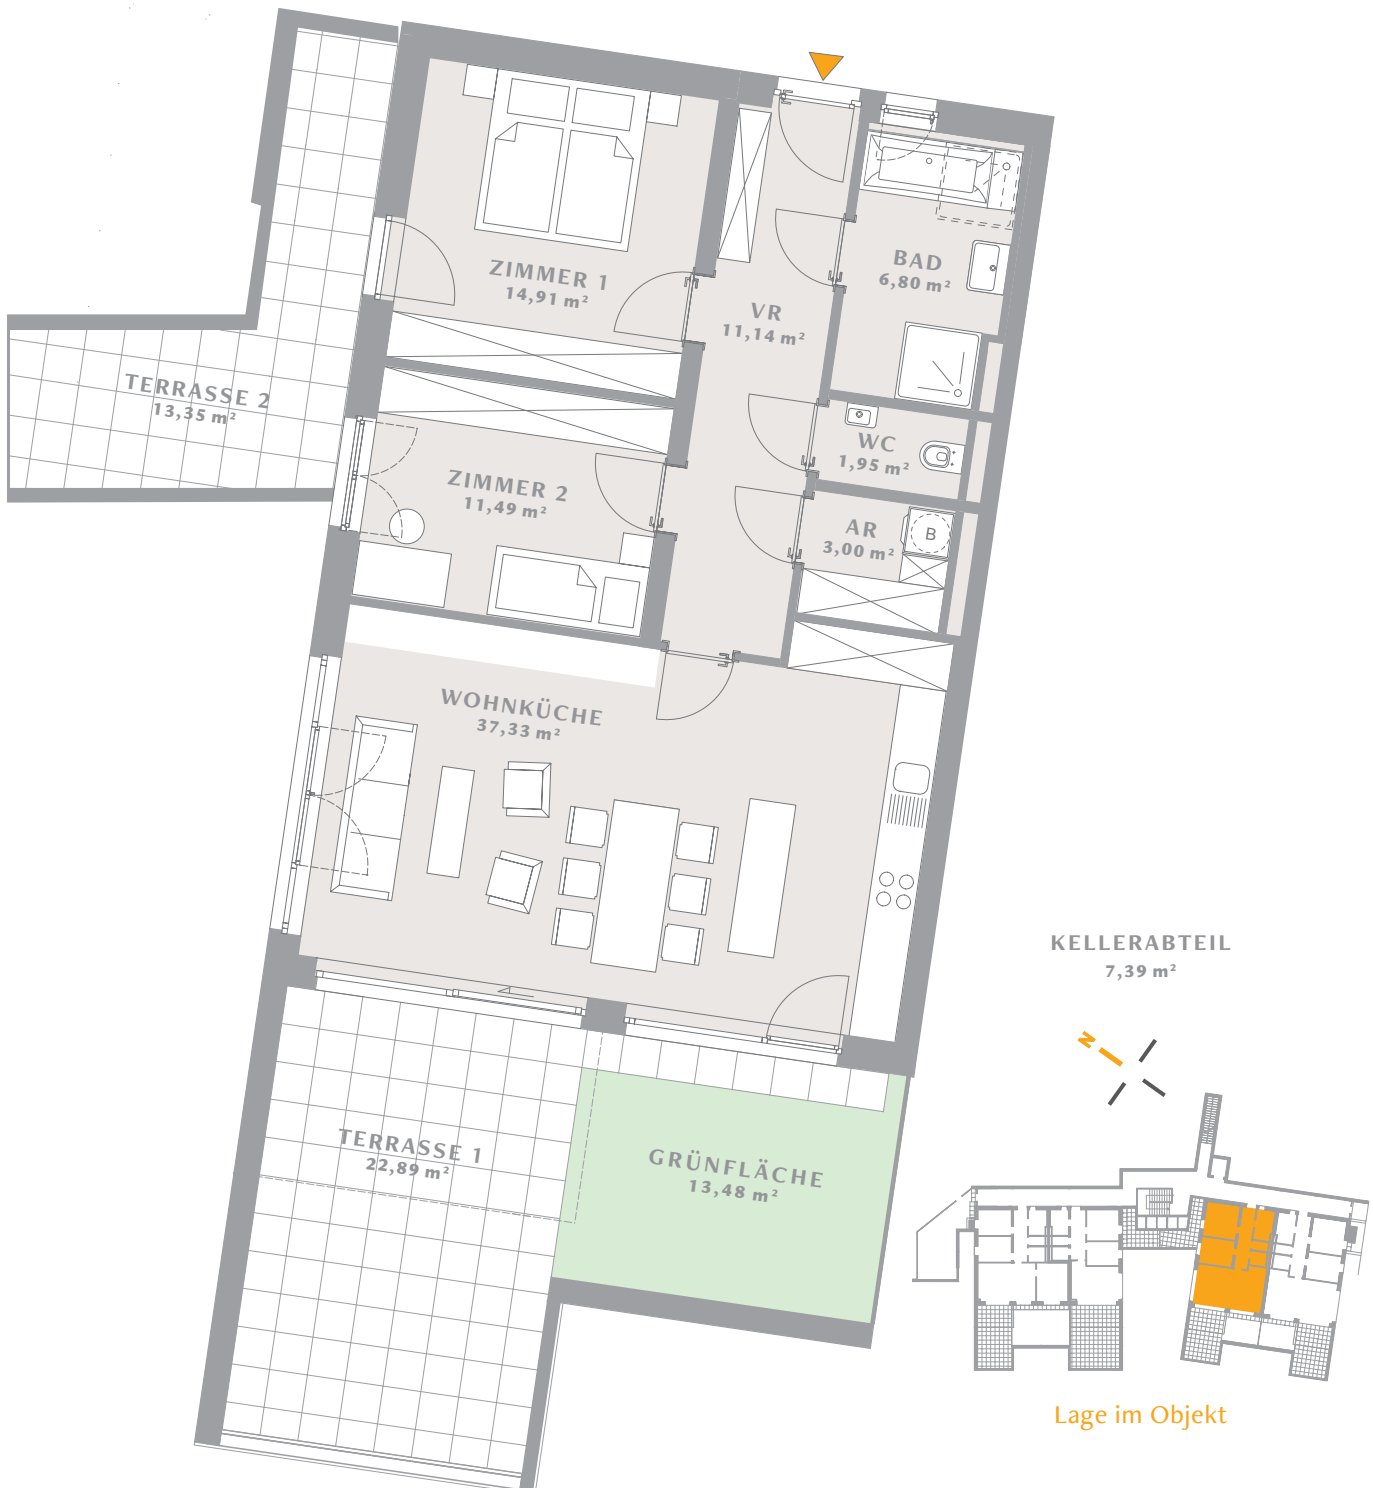 ZIMMER 1
14,91 m²
BAD
6,80 m²
VR
11,14 m²
TERRASSE 2
13,35 m²
WC
1,95 m²
ZIMMER 2
11,49 m²
AR
3,00 m²
B
WOHNKÜCHE
37,33 m²
KELLERABTEIL
7,39 m²
N
TERRASSE 1
22,89 m²
GRÜNFLÄCHE
13,48 m²
Lage im Objekt